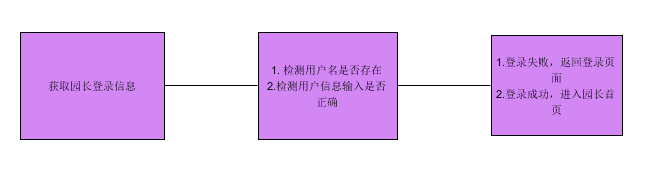 获取园长登录信息
1. 检测用户名是否存在
2.检测用户信息输入是否
正确
1.登录失败，返回登录页
面
2.登录成功，进入园长首
页